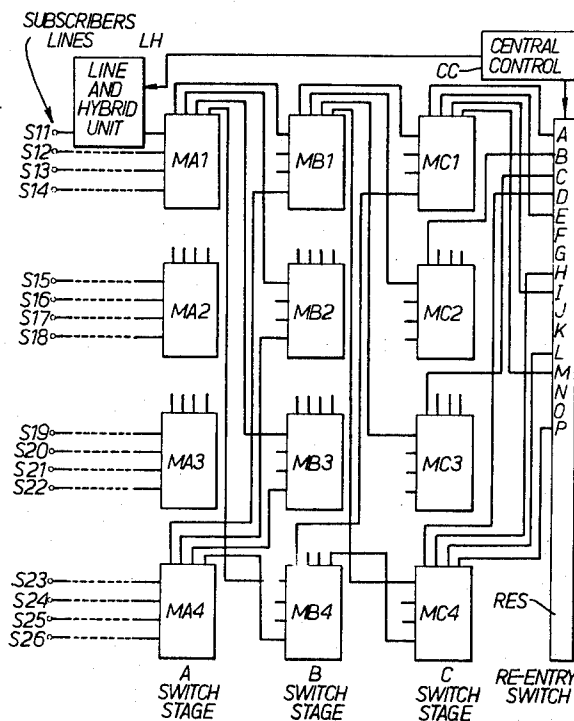 SUBSCRIBERS
LINES
LH
LINE
AND
HYBRID
UNIT
CENTRAL
CONTROL
CC
S11
S12
S13
S14
MA1
MB1
MC1
A
B
C
D
E
F
G
H
I
J
K
L
M
N
O
P
S15
S16
S17
S18
MA2
MB2
MC2
S19
S20
S21
S22
MA3
MB3
MC3
S23
S24
S25
S26
MA4
MB4
MC4
RES
A
SWITCH
STAGE
B
SWITCH
STAGE
C
SWITCH
STAGE
RE-ENTRY
SWITCH